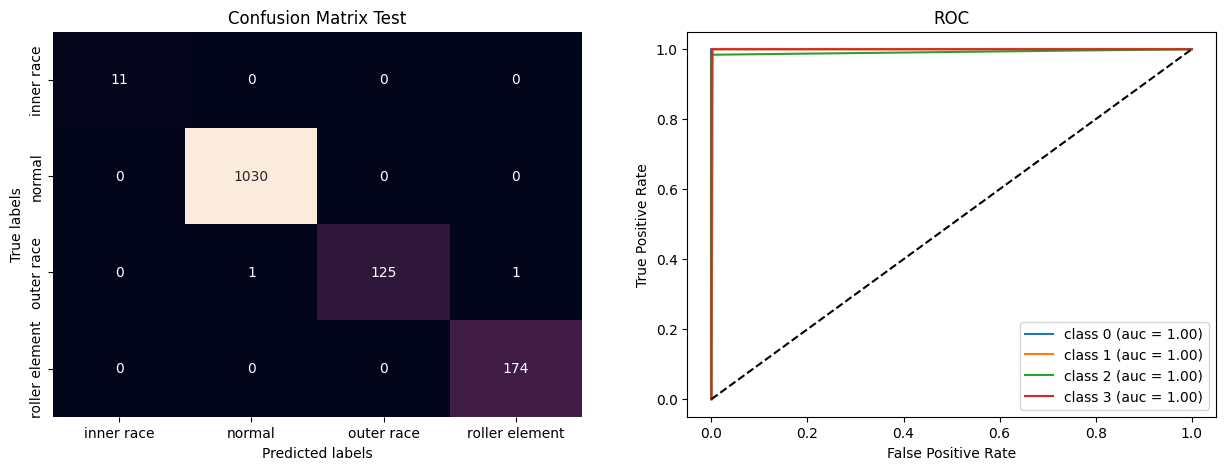 Confusion Matrix Test
True labels
inner race
11 0 0 0
normal
0 1030 0 0
outer race
0 1 125 1
roller element
0 0 0 174
inner race normal outer race roller element
Predicted labels
ROC
True Positive Rate
1.0
0.8
0.6
0.4
0.2
0.0
class 0 (auc = 1.00)
class 1 (auc = 1.00)
class 2 (auc = 1.00)
class 3 (auc = 1.00)
0.0 0.2 0.4 0.6 0.8 1.0
False Positive Rate